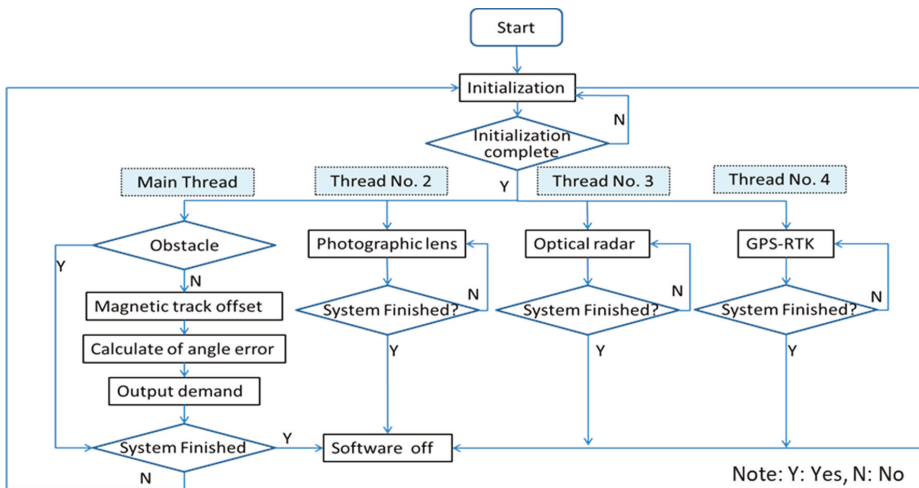 Start
Initialization
N
Initialization
complete
Y
Main Thread
Thread No. 2
Thread No. 3
Thread No. 4
Obstacle
Y
N
Magnetic track offset
Calculate of angle error
Output demand
System Finished
Y
N
Photographic lens
N
System Finished?
Y
Optical radar
N
System Finished?
Y
GPS-RTK
N
System Finished?
Y
Software off
Note: Y: Yes, N: No